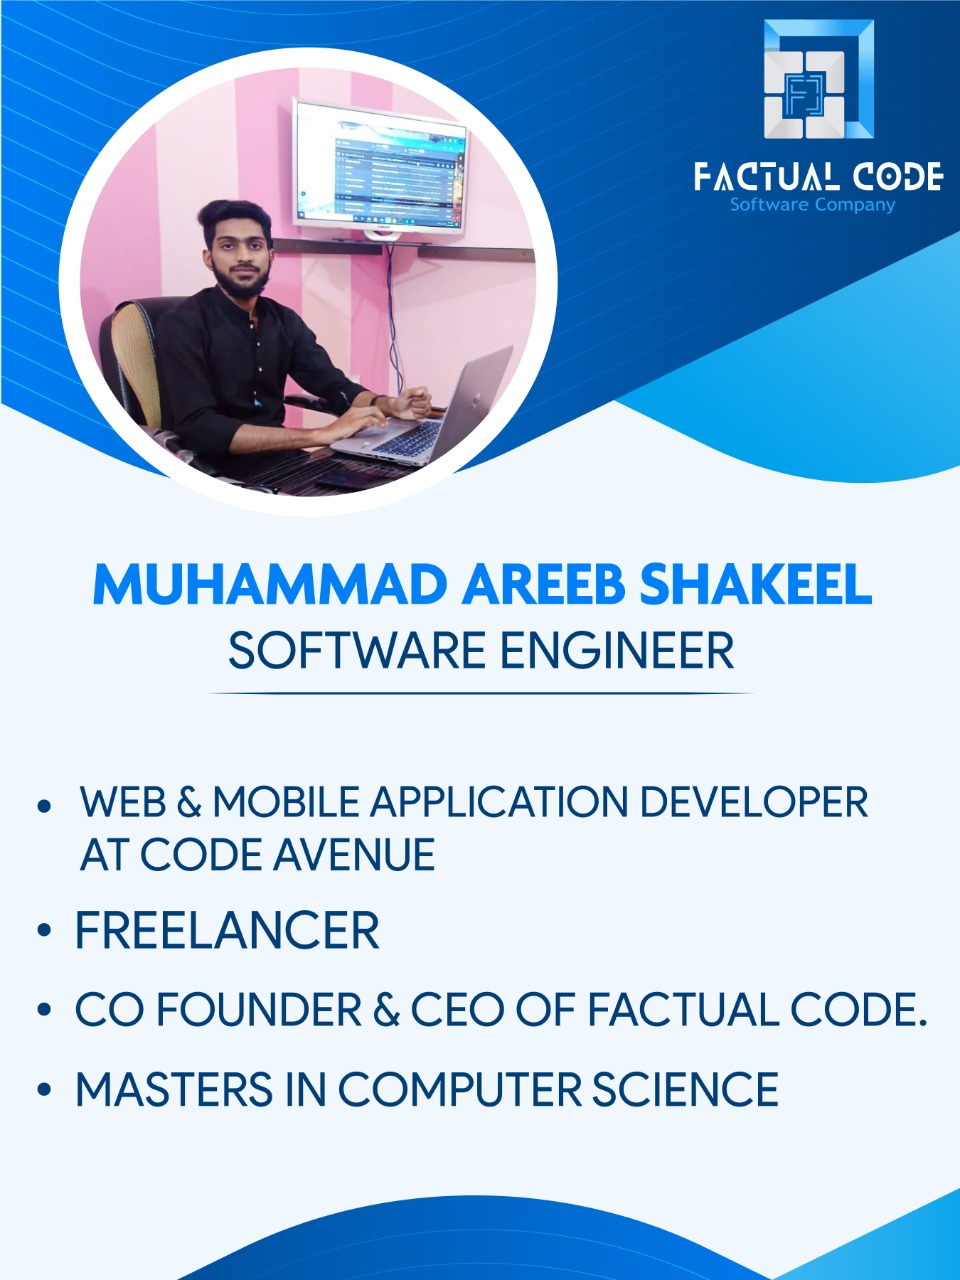 FACTUAL CODE
Software Company
MUHAMMAD AREEB SHAKEEL
SOFTWARE ENGINEER
• WEB & MOBILE APPLICATION DEVELOPER
AT CODE AVENUE
• FREELANCER
• CO FOUNDER & CEO OF FACTUAL CODE.
• MASTERS IN COMPUTER SCIENCE